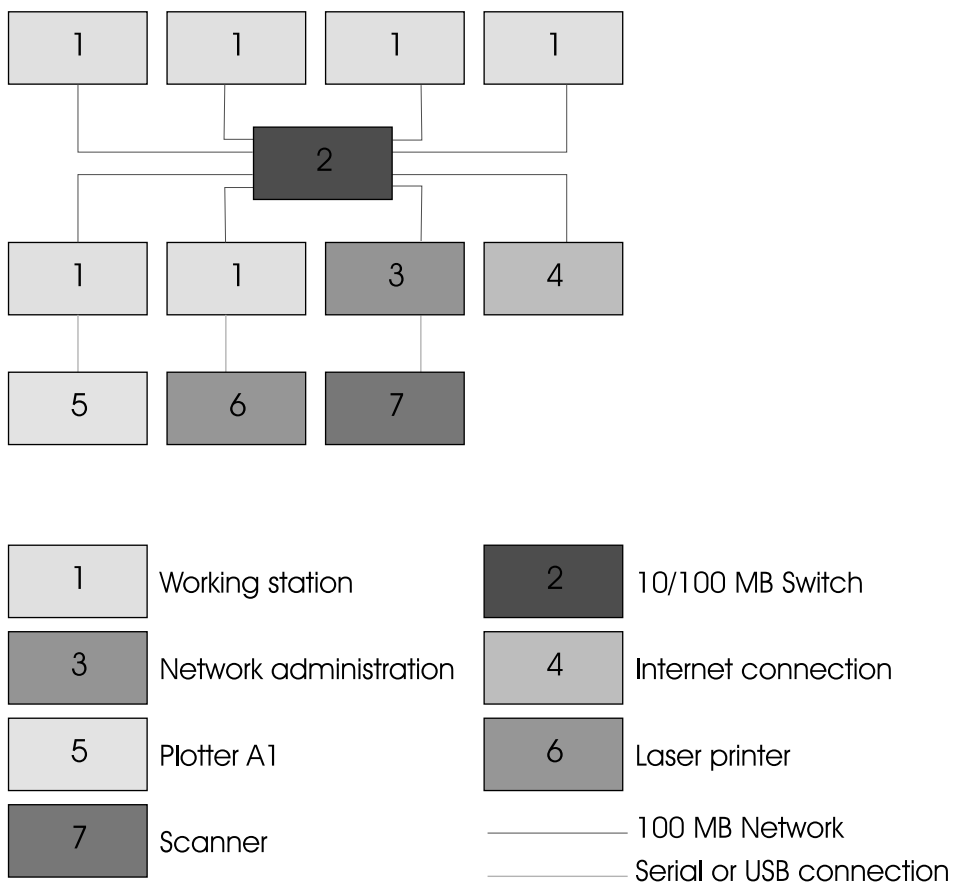 1 1 1 1
2
1 1 3 4
5 6 7
1 Working station 2 10/100 MB Switch
3 Network administration 4 Internet connection
5 Plotter A1 6 Laser printer
7 Scanner 100 MB Network
Serial or USB connection